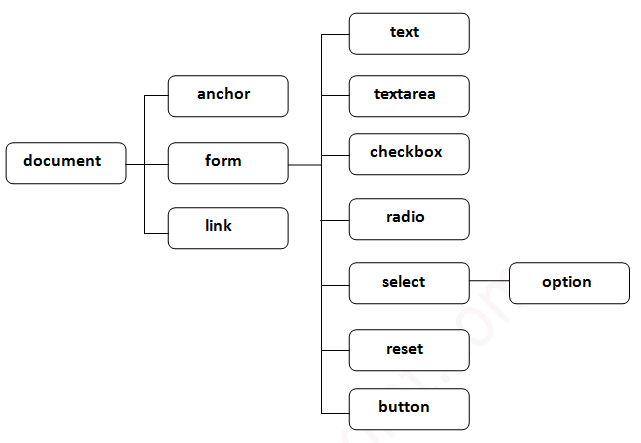 text
anchor
textarea
document
form
checkbox
link
radio
select
option
reset
button